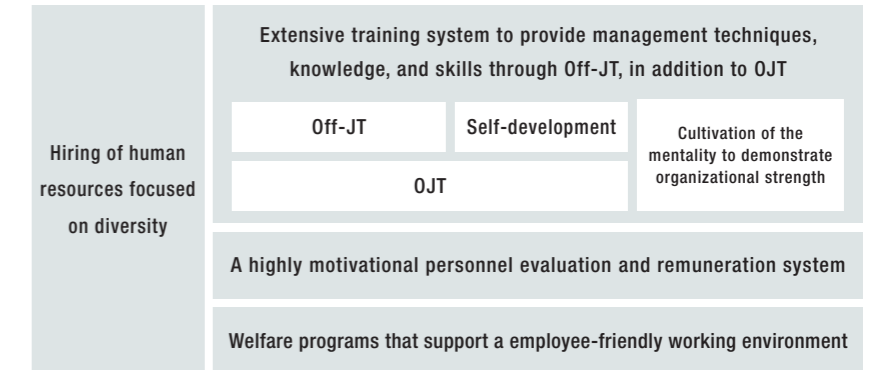 Hiring of human
resources focused
on diversity
Extensive training system to provide management techniques,
knowledge, and skills through Off-JT, in addition to OJT
Off-JT
Self-development
OJT
Cultivation of the
mentality to demonstrate
organizational strength
A highly motivational personnel evaluation and remuneration system
Welfare programs that support a employee-friendly working environment